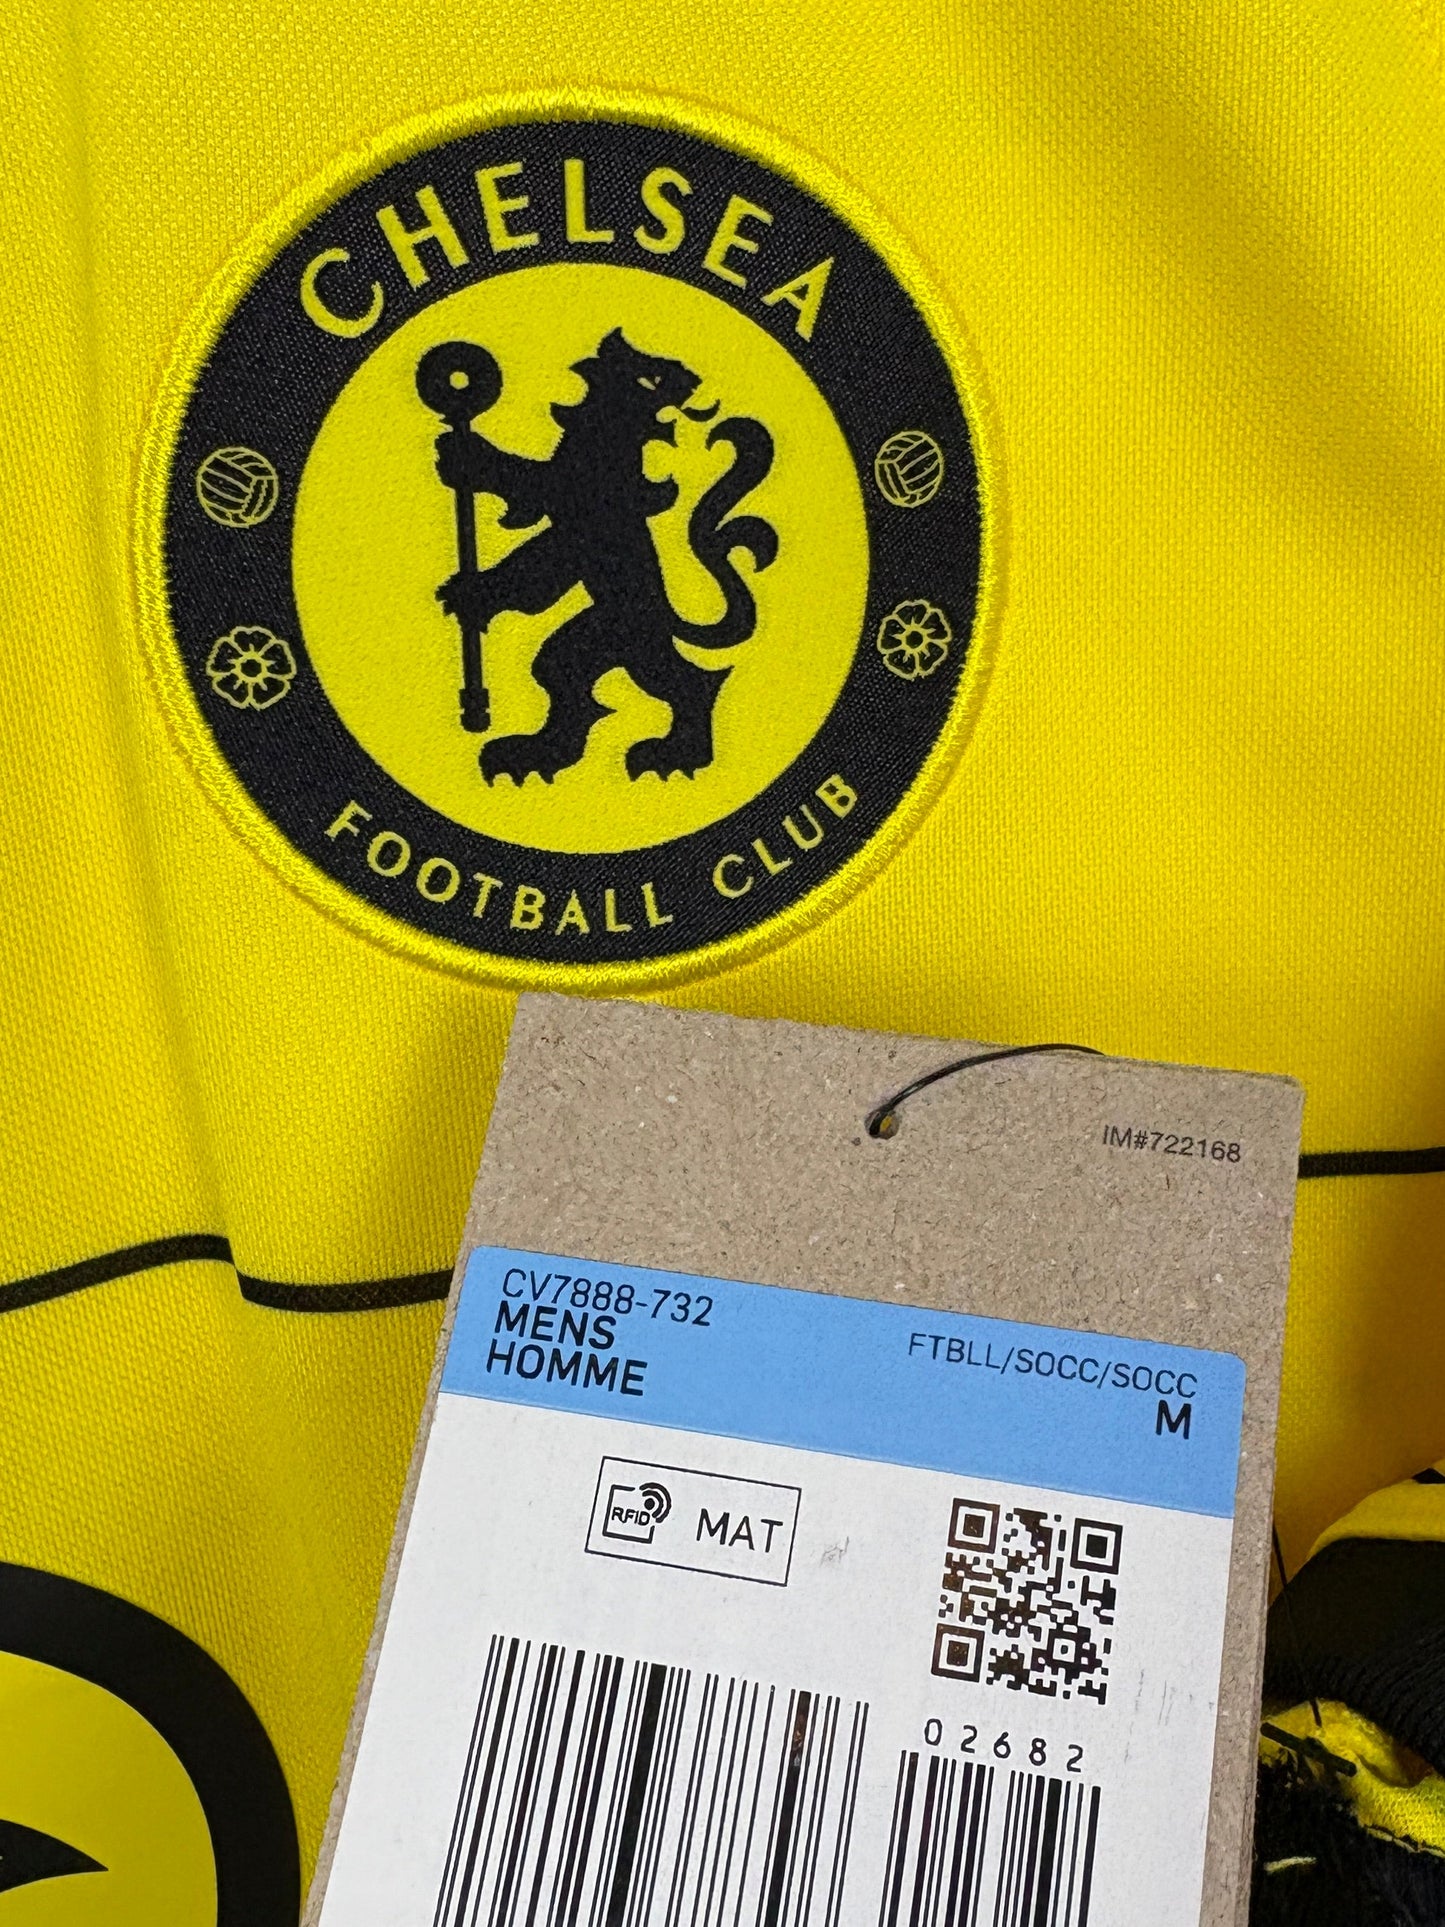 CHELSEA
FOOTBALL CLUB
IM#722168
CV7888-732
MENS
HOMME
FTBLL/SOCC/SOCC
M
RFID
MAT
02682